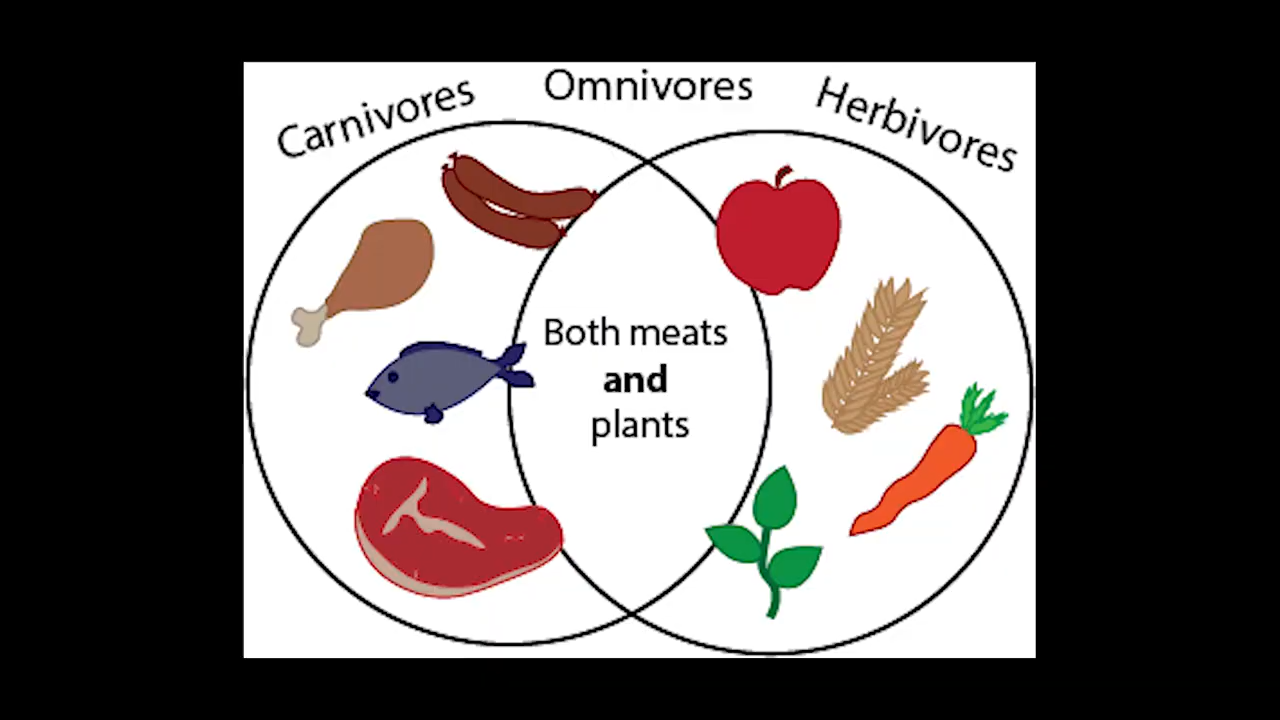 Carnivores
Omnivores
Herbivores
Both meats
and
plants